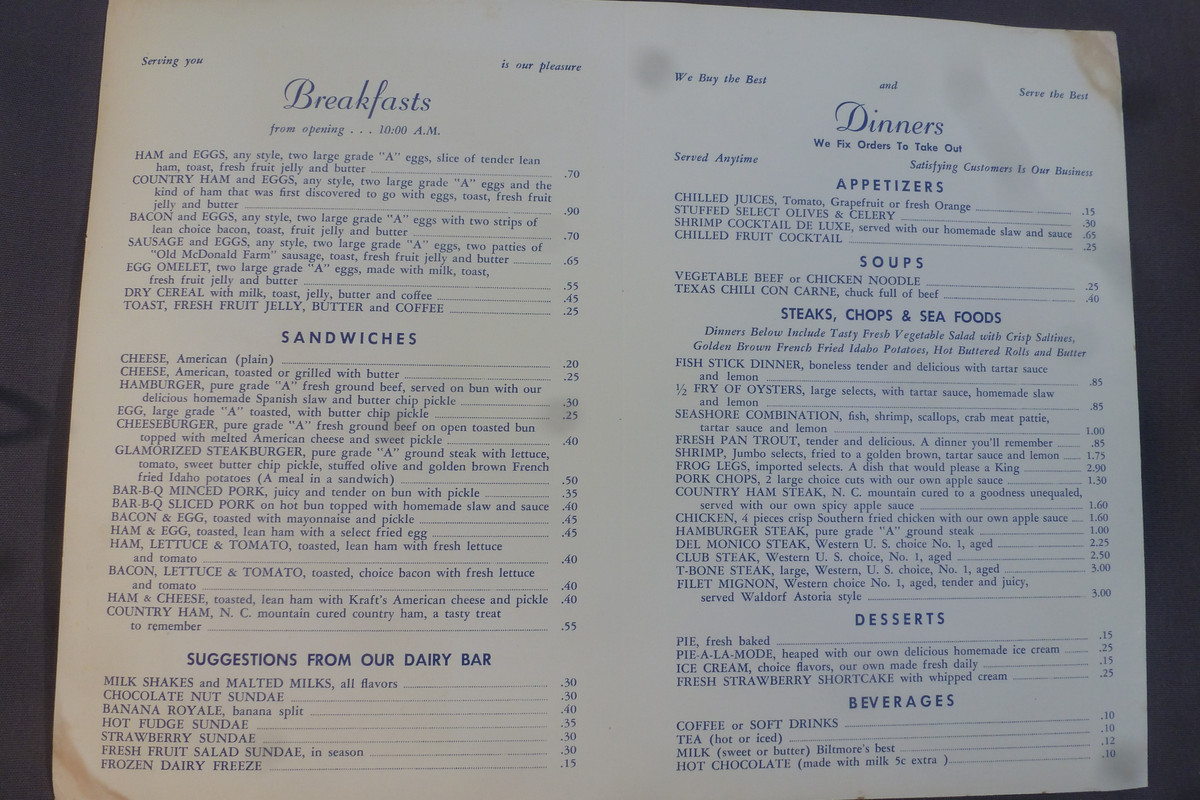 Serving you is our pleasure
Breakfasts
from opening . . . 10:00 A.M.
HAM and EGGS, any style, two large grade "A" eggs, slice of tender lean
ham, toast, fresh fruit jelly and butter .70
COUNTRY HAM and EGGS, any style, two large grade "A" eggs and the
kind of ham that was first discovered to go with eggs, toast, fresh fruit
jelly and butter .90
BACON and EGGS, any style, two large grade "A" eggs with two strips of
lean choice bacon, toast, fruit jelly and butter .70
SAUSAGE and EGGS, any style, two large grade "A" eggs, two patties of
"Old McDonald Farm" sausage, toast, fresh fruit jelly and butter .65
EGG OMELET, two large grade "A" eggs, made with milk, toast,
fresh fruit jelly and butter .55
DRY CEREAL with milk, toast, jelly, butter and coffee .45
TOAST, FRESH FRUIT JELLY, BUTTER and COFFEE .25
SANDWICHES
CHEESE, American (plain) .20
CHEESE, American, toasted or grilled with butter .25
HAMBURGER, pure grade "A" fresh ground beef, served on bun with our
delicious homemade Spanish slaw and butter chip pickle .30
EGG, large grade "A" toasted, with butter chip pickle .25
CHEESEBURGER, pure grade "A" fresh ground beef on open toasted bun
topped with melted American cheese and sweet pickle .40
GLAMORIZED STEAKBURGER, pure grade "A" ground steak with lettuce,
tomato, sweet butter chip pickle, stuffed olive and golden brown French
fried Idaho potatoes (A meal in a sandwich) .50
BAR-B-Q MINCED PORK, juicy and tender on bun with pickle .35
BAR-B-Q SLICED PORK on hot bun topped with homemade slaw and sauce .40
BACON & EGG, toasted with mayonnaise and pickle .45
HAM & EGG, toasted, lean ham with a select fried egg .45
HAM, LETTUCE & TOMATO, toasted, lean ham with fresh lettuce
and tomato .40
BACON, LETTUCE & TOMATO, toasted, choice bacon with fresh lettuce
and tomato .40
HAM & CHEESE, toasted, lean ham with Kraft's American cheese and pickle .40
COUNTRY HAM, N. C. mountain cured country ham, a tasty treat
to remember .55
SUGGESTIONS FROM OUR DAIRY BAR
MILK SHAKES and MALTED MILKS, all flavors .30
CHOCOLATE NUT SUNDAE .30
BANANA ROYALE, banana split .40
HOT FUDGE SUNDAE .35
STRAWBERRY SUNDAE .30
FRESH FRUIT SALAD SUNDAE, in season .30
FROZEN DAIRY FREEZE .15
We Buy the Best and Serve the Best
Dinners
We Fix Orders To Take Out
Served Anytime Satisfying Customers Is Our Business
APPETIZERS
CHILLED JUICES, Tomato, Grapefruit or fresh Orange .15
STUFFED SELECT OLIVES & CELERY .30
SHRIMP COCKTAIL DE LUXE, served with our homemade slaw and sauce .65
CHILLED FRUIT COCKTAIL .25
SOUPS
VEGETABLE BEEF or CHICKEN NOODLE .25
TEXAS CHILI CON CARNE, chuck full of beef .40
STEAKS, CHOPS & SEA FOODS
Dinners Below Include Tasty Fresh Vegetable Salad with Crisp Saltines,
Golden Brown French Fried Idaho Potatoes, Hot Buttered Rolls and Butter
FISH STICK DINNER, boneless tender and delicious with tartar sauce
and lemon .85
½ FRY OF OYSTERS, large selects, with tartar sauce, homemade slaw
and lemon .85
SEASHORE COMBINATION, fish, shrimp, scallops, crab meat pattie,
tartar sauce and lemon 1.00
FRESH PAN TROUT, tender and delicious. A dinner you'll remember .85
SHRIMP, Jumbo selects, fried to a golden brown, tartar sauce and lemon 1.75
FROG LEGS, imported selects. A dish that would please a King 2.90
PORK CHOPS, 2 large choice cuts with our own apple sauce 1.30
COUNTRY HAM STEAK, N. C. mountain cured to a goodness unequaled,
served with our own spicy apple sauce 1.60
CHICKEN, 4 pieces crisp Southern fried chicken with our own apple sauce 1.60
HAMBURGER STEAK, pure grade "A" ground steak 1.00
DEL MONICO STEAK, Western U. S. choice No. 1, aged 2.25
CLUB STEAK, Western U. S. choice, No. 1, aged 2.50
T-BONE STEAK, large, Western, U. S. choice, No. 1, aged 3.00
FILET MIGNON, Western choice No. 1, aged, tender and juicy,
served Waldorf Astoria style 3.00
DESSERTS
PIE, fresh baked .15
PIE-A-LA-MODE, heaped with our own delicious homemade ice cream .25
ICE CREAM, choice flavors, our own made fresh daily .15
FRESH STRAWBERRY SHORTCAKE with whipped cream .25
BEVERAGES
COFFEE or SOFT DRINKS .10
TEA (hot or iced) .10
MILK (sweet or butter) Biltmore's best .12
HOT CHOCOLATE (made with milk 5c extra ) .10